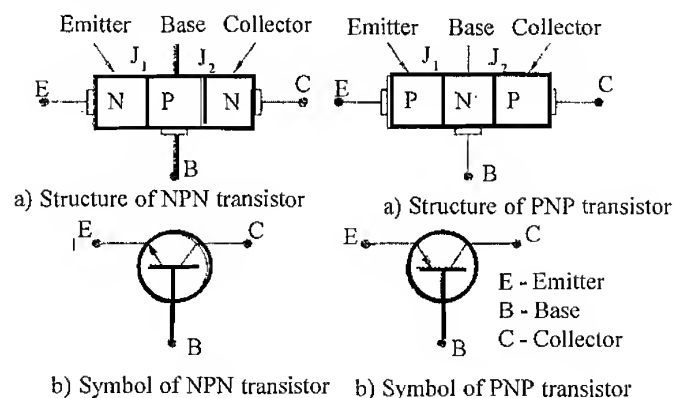 Emitter Base Collector
J1 J2
E N P N C
B
a) Structure of NPN transistor
Emitter Base Collector
J1 J2
E P N P C
B
a) Structure of PNP transistor
E C
B
b) Symbol of NPN transistor
E C
B
E - Emitter
B - Base
C - Collector
b) Symbol of PNP transistor